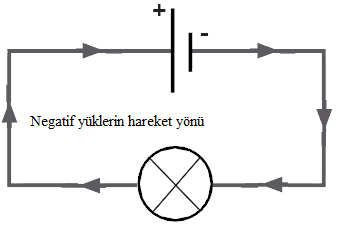 + -
Negatif yüklerin hareket yönü